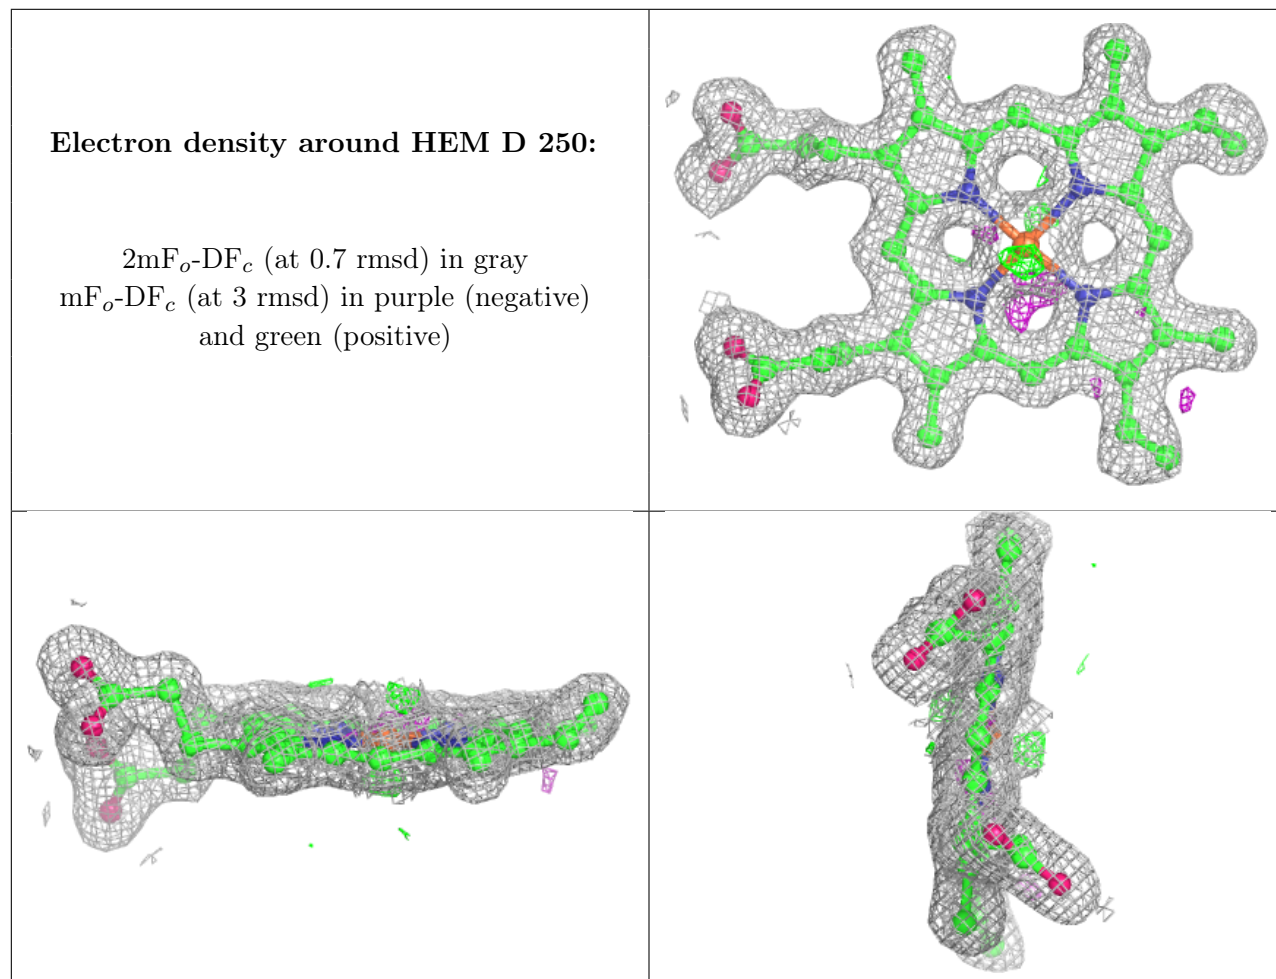 Electron density around HEM D 250:
2mFo-DFc (at 0.7 rmsd) in gray
mFo-DFc (at 3 rmsd) in purple (negative)
and green (positive)